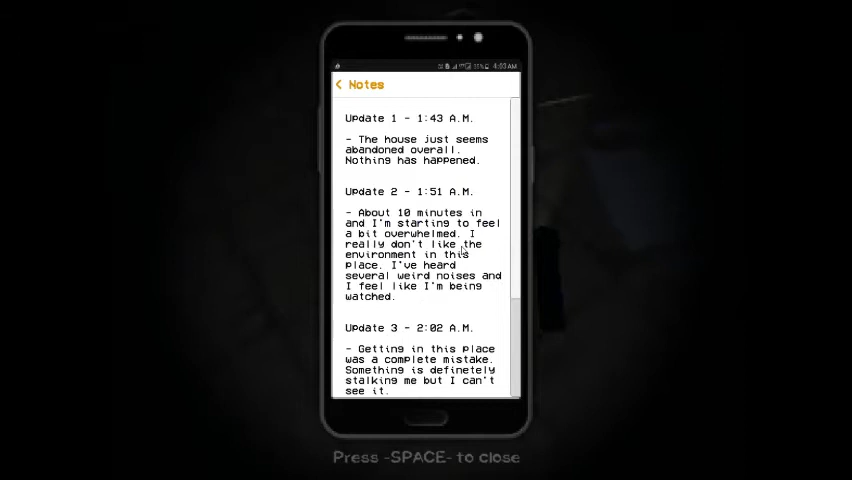 4:03 AM
Notes
Update 1 - 1:43 A.M.
- The house just seems
abandoned overall.
Nothing has happened.
Update 2 - 1:51 A.M.
- About 10 minutes in
and I'm starting to feel
a bit overwhelmed. I
really don't like the
environment in this
place. I've heard
several weird noises and
I feel like I'm being
watched.
Update 3 - 2:02 A.M.
- Getting in this place
was a complete mistake.
Something is definetely
stalking me but I can't
see it.
Press -SPACE- to close